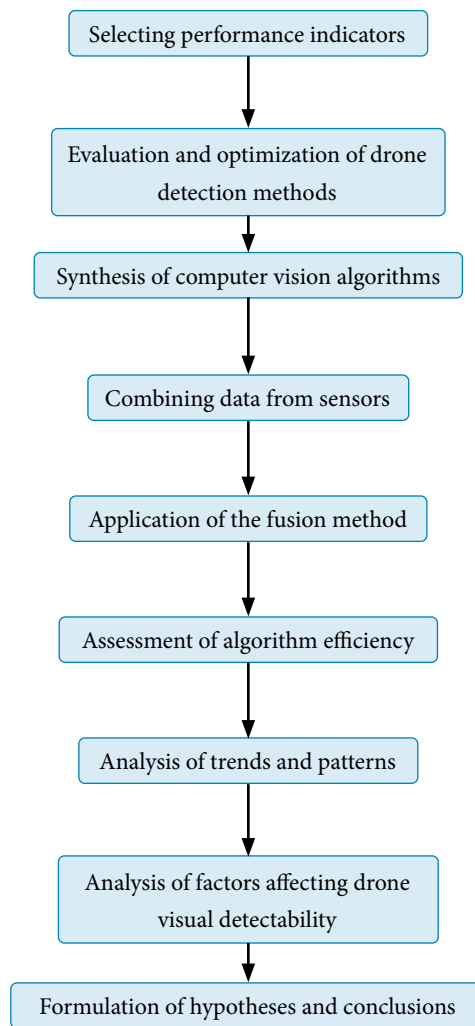 Selecting performance indicators
Evaluation and optimization of drone
detection methods
Synthesis of computer vision algorithms
Combining data from sensors
Application of the fusion method
Assessment of algorithm efficiency
Analysis of trends and patterns
Analysis of factors affecting drone
visual detectability
Formulation of hypotheses and conclusions